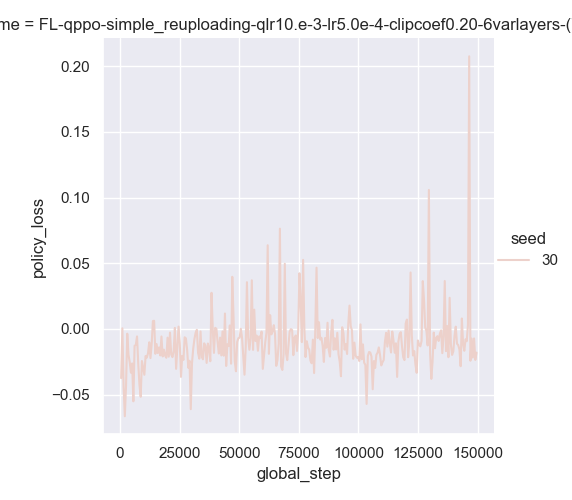 me = FL-qppo-simple_reuploading-qlr10.e-3-lr5.0e-4-clipcoef0.20-6varlayers-(
0.20
0.15
0.10
0.05
0.00
−0.05
policy_loss
seed
30
0 25000 50000 75000 100000 125000 150000
global_step